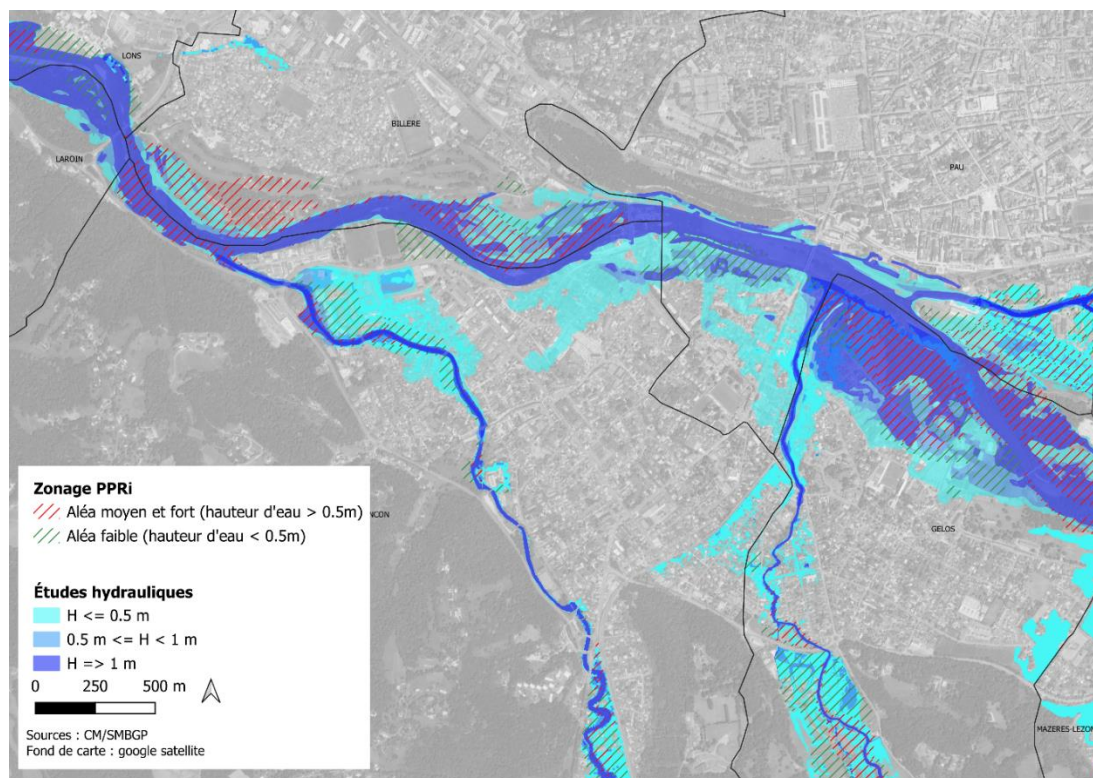 LONS
BILLERE
LAROIN
PAU
Zonage PPRi
Aléa moyen et fort (hauteur d'eau > 0.5m)
Aléa faible (hauteur d'eau < 0.5m)
NCON
GELOS
Études hydrauliques
H <= 0.5 m
0.5 m <= H < 1 m
H => 1 m
0 250 500 m
Sources : CM/SMBGP
Fond de carte : google satellite
MAZERES-LEZON